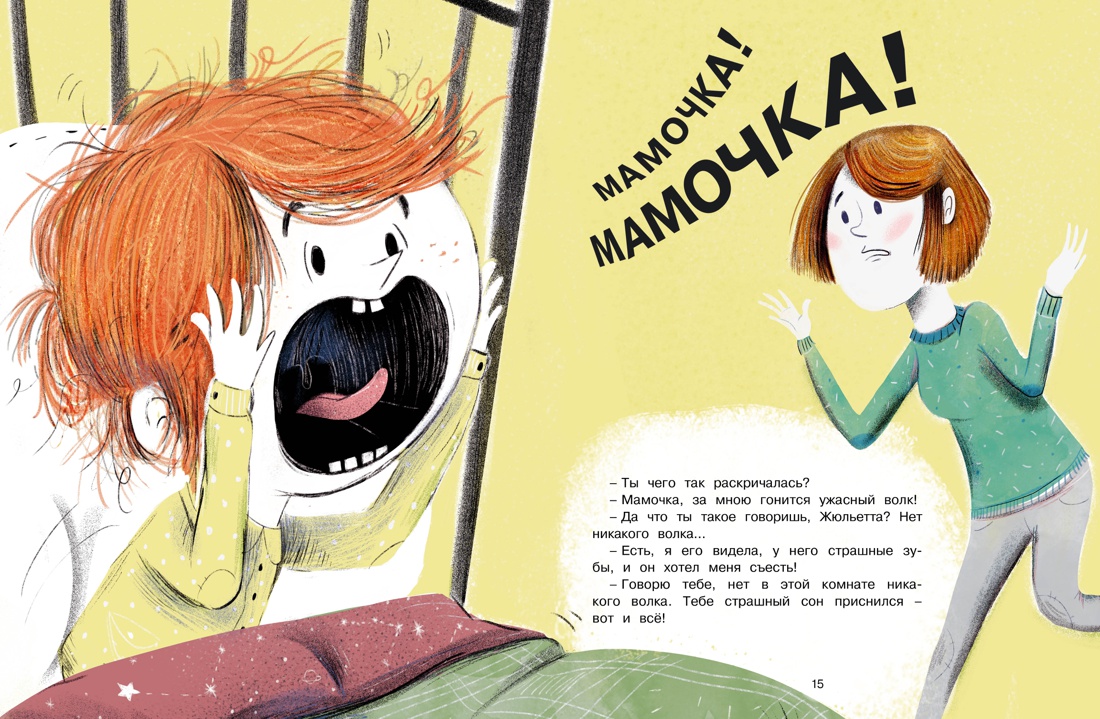 МАМОЧКА!
МАМОЧКА!
– Ты чего так раскричалась?
– Мамочка, за мною гонится ужасный волк!
– Да что ты такое говоришь, Жюльетта? Нет
никакого волка...
– Есть, я его видела, у него страшные зу-
бы, и он хотел меня съесть!
– Говорю тебе, нет в этой комнате ника-
кого волка. Тебе страшный сон приснился –
вот и всё!
15